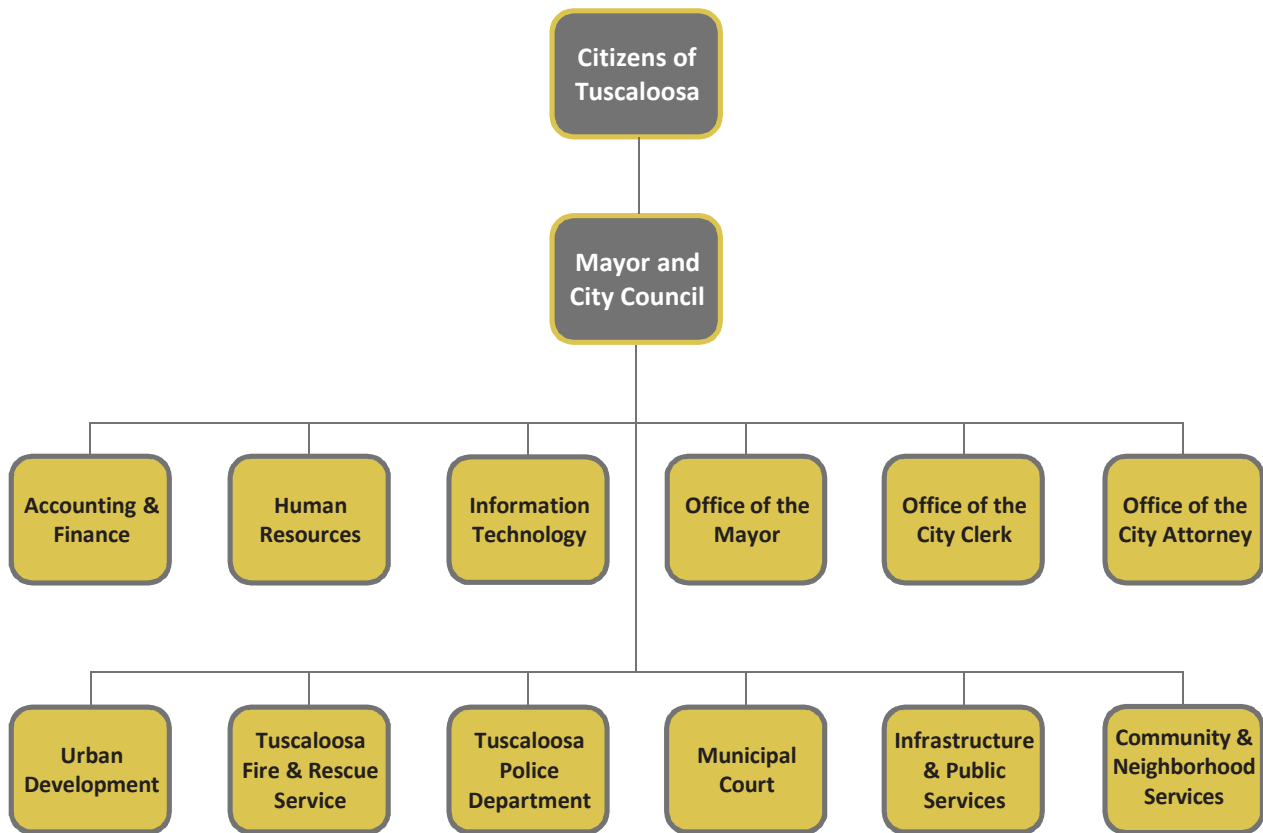 Citizens of
Tuscaloosa
Mayor and
City Council
Accounting &
Finance
Human
Resources
Information
Technology
Office of the
Mayor
Office of the
City Clerk
Office of the
City Attorney
Urban
Development
Tuscaloosa
Fire & Rescue
Service
Tuscaloosa
Police
Department
Municipal
Court
Infrastructure
& Public
Services
Community &
Neighborhood
Services